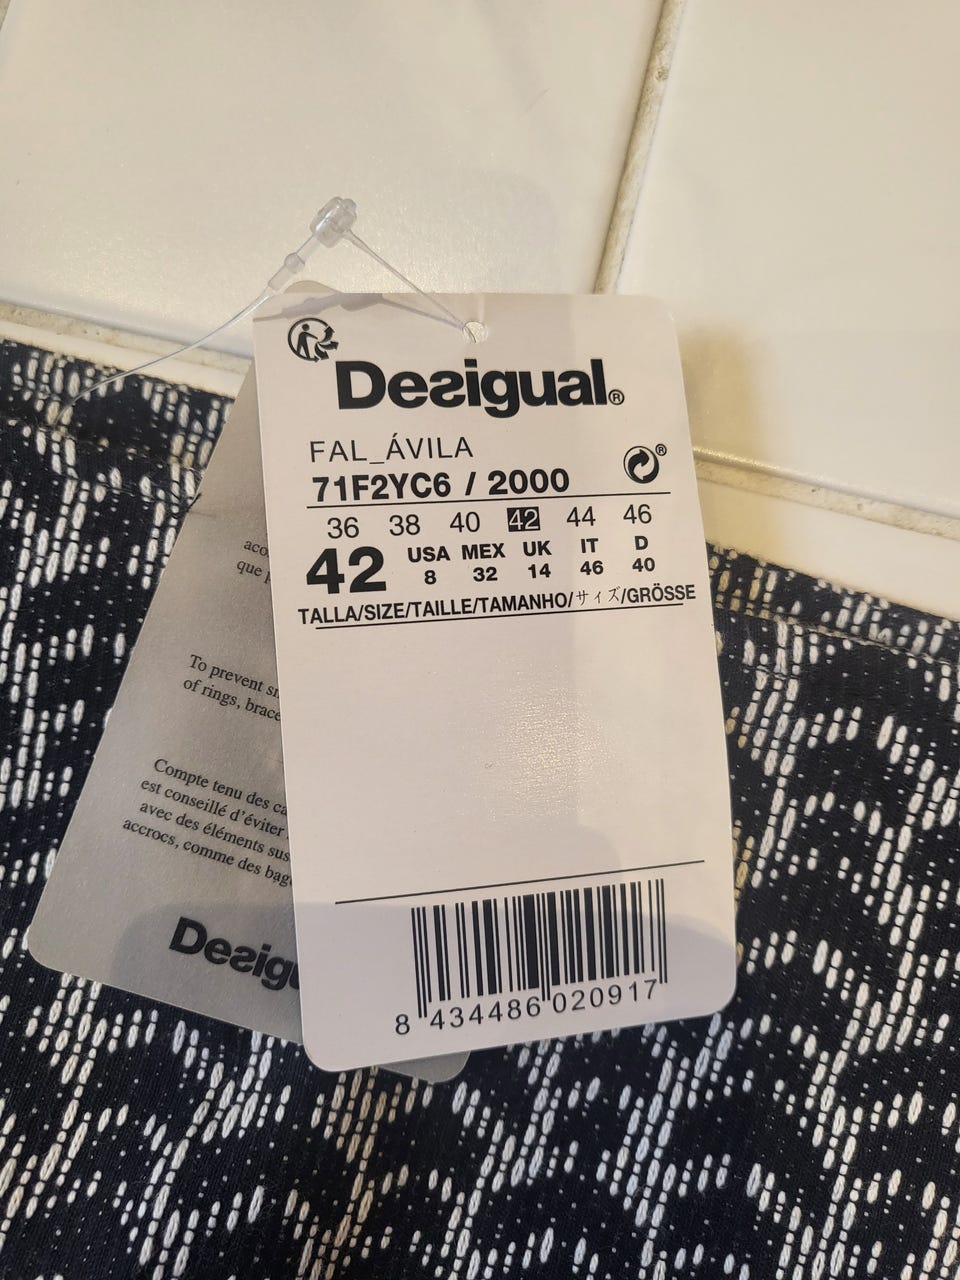 Desigual®
FAL_ÁVILA
71F2YC6 / 2000
36 38 40 42 44 46
42 USA MEX UK IT D
8 32 14 46 40
TALLA/SIZE/TAILLE/TAMANHO/サイズ/GRÖSSE
8 434486 020917
que
To prevent
of rings,
Compte tenu des
est conseillé d'éviter
avec des éléments
accrocs, comme des